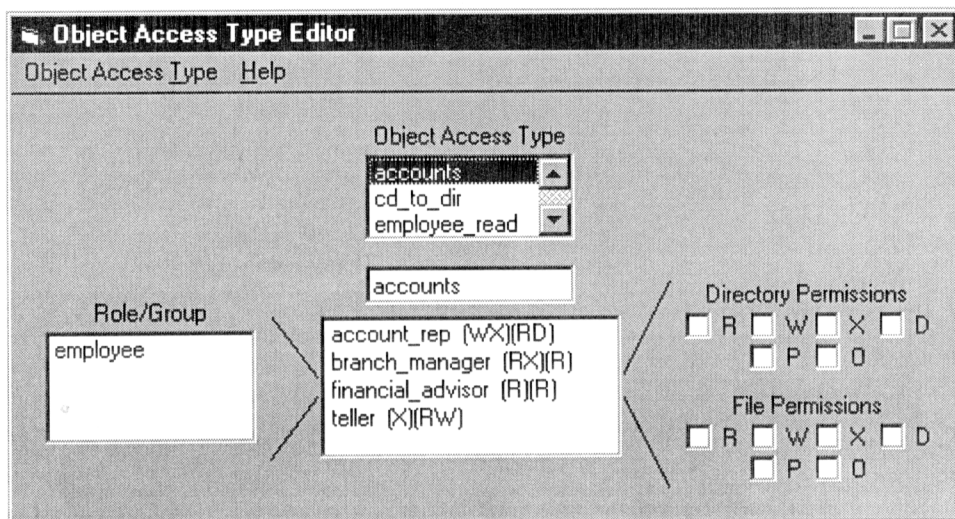 Object Access Type Editor
Object Access Type Help
Object Access Type
accounts
cd_to_dir
employee_read
accounts
Role/Group
employee
account_rep (WX)(RD)
branch_manager (RX)(R)
financial_advisor (R)(R)
teller (X)(RW)
Directory Permissions
R W X D
P O
File Permissions
R W X D
P O